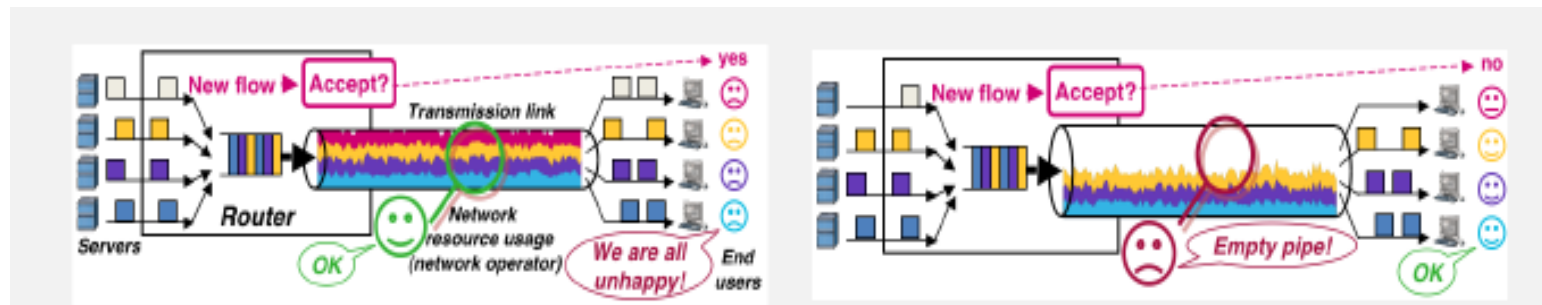 yes
New flow
Accept?
Transmission link
Router
Servers
Network
resource usage
(network operator)
OK
We are all
unhappy!
End
users
no
New flow
Accept?
Empty pipe!
OK